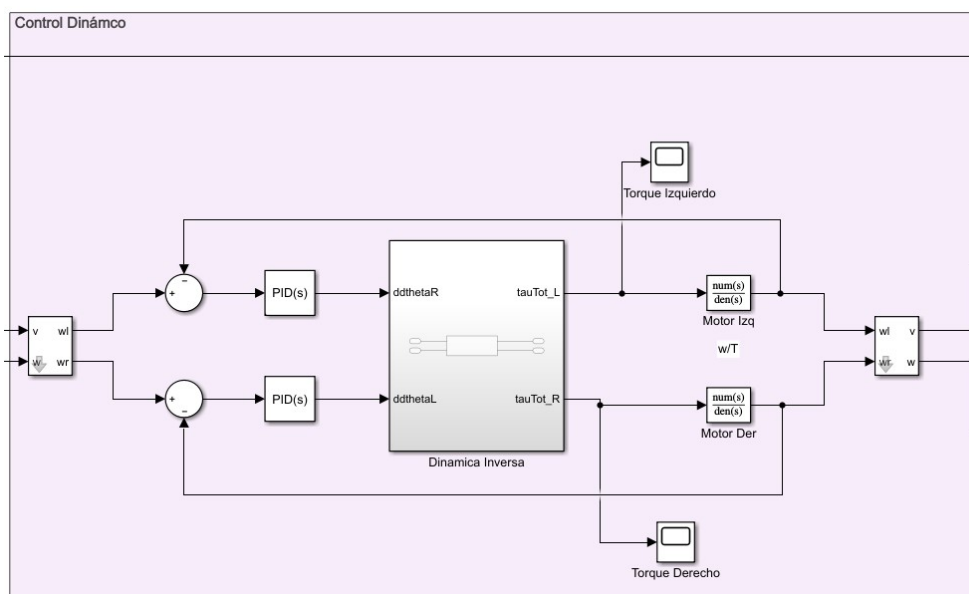 Control Dinámco
Torque Izquierdo
PID(s)
ddthetaR
tauTot_L
num(s)
den(s)
Motor Izq
v
wl
w
wr
w/T
wl
v
wr
w
PID(s)
ddthetaL
tauTot_R
num(s)
den(s)
Motor Der
Dinamica Inversa
Torque Derecho